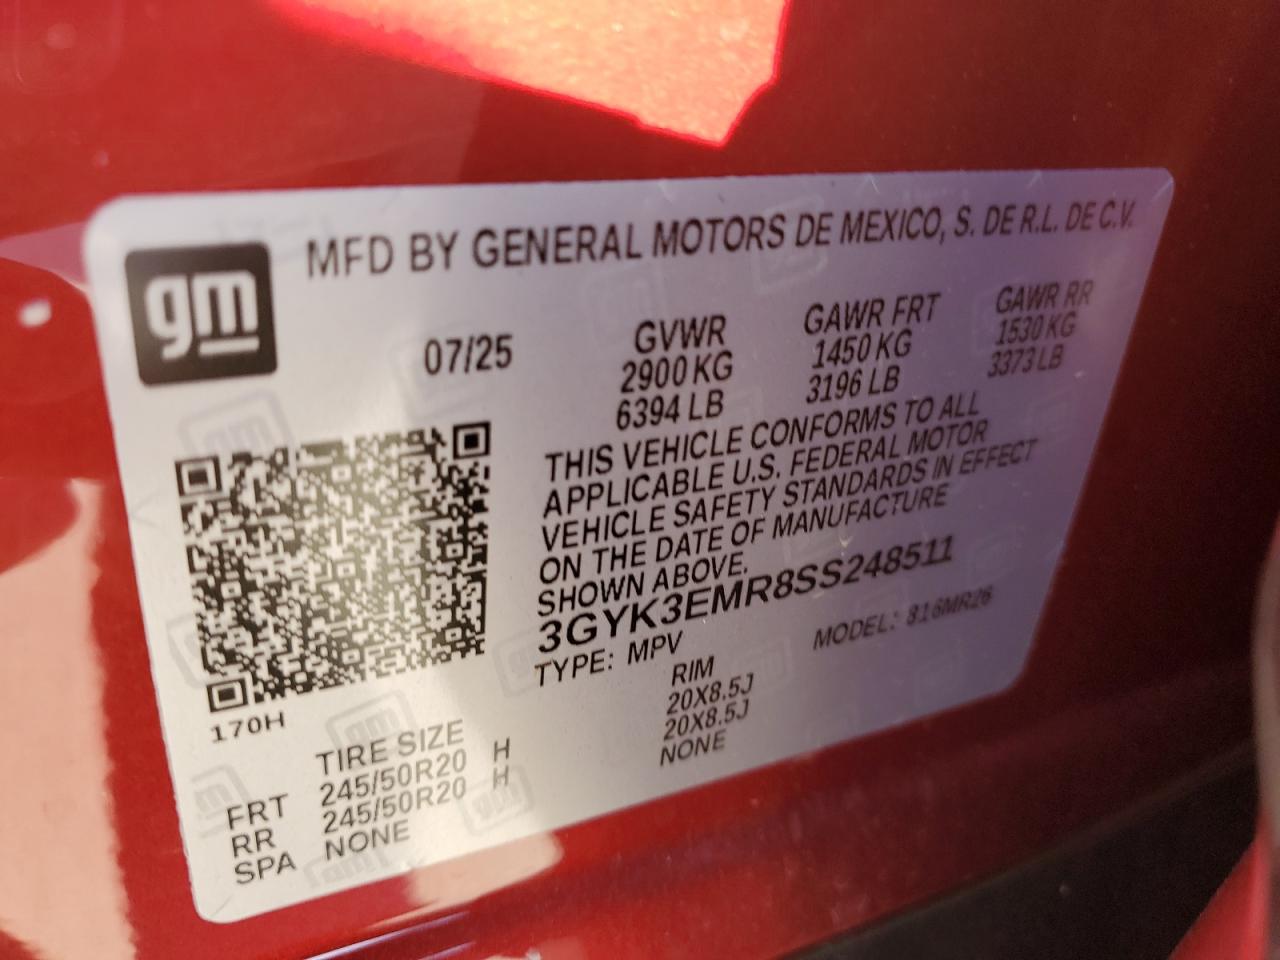 gm
MFD BY GENERAL MOTORS DE MEXICO, S. DE R.L. DE C.V.
07/25
GVWR GAWR FRT GAWR RR
2900 KG 1450 KG 1530 KG
6394 LB 3196 LB 3373 LB
THIS VEHICLE CONFORMS TO ALL
APPLICABLE U.S. FEDERAL MOTOR
VEHICLE SAFETY STANDARDS IN EFFECT
ON THE DATE OF MANUFACTURE
SHOWN ABOVE.
3GYK3EMR8SS248511
TYPE: MPV MODEL: 816MR26
170H
TIRE SIZE RIM
FRT 245/50R20 H 20X8.5J
RR 245/50R20 H 20X8.5J
SPA NONE NONE